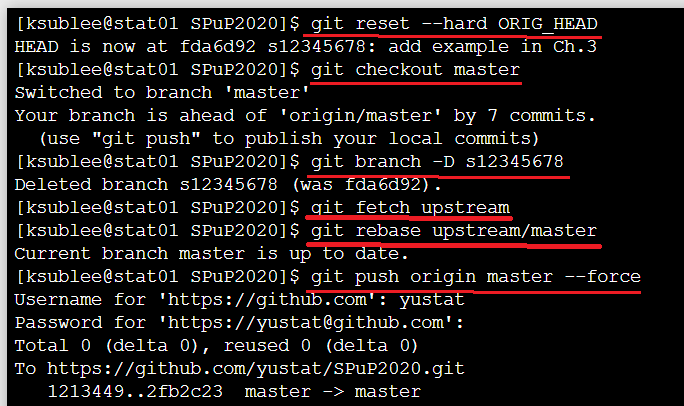 [ksublee@stat01 SPuP2020]$ git reset --hard ORIG_HEAD
HEAD is now at fda6d92 s12345678: add example in Ch.3
[ksublee@stat01 SPuP2020]$ git checkout master
Switched to branch 'master'
Your branch is ahead of 'origin/master' by 7 commits.
  (use "git push" to publish your local commits)
[ksublee@stat01 SPuP2020]$ git branch -D s12345678
Deleted branch s12345678 (was fda6d92).
[ksublee@stat01 SPuP2020]$ git fetch upstream
[ksublee@stat01 SPuP2020]$ git rebase upstream/master
Current branch master is up to date.
[ksublee@stat01 SPuP2020]$ git push origin master --force
Username for 'https://github.com': yustat
Password for 'https://yustat@github.com':
Total 0 (delta 0), reused 0 (delta 0)
To https://github.com/yustat/SPuP2020.git
   1213449..2fb2c23  master -> master